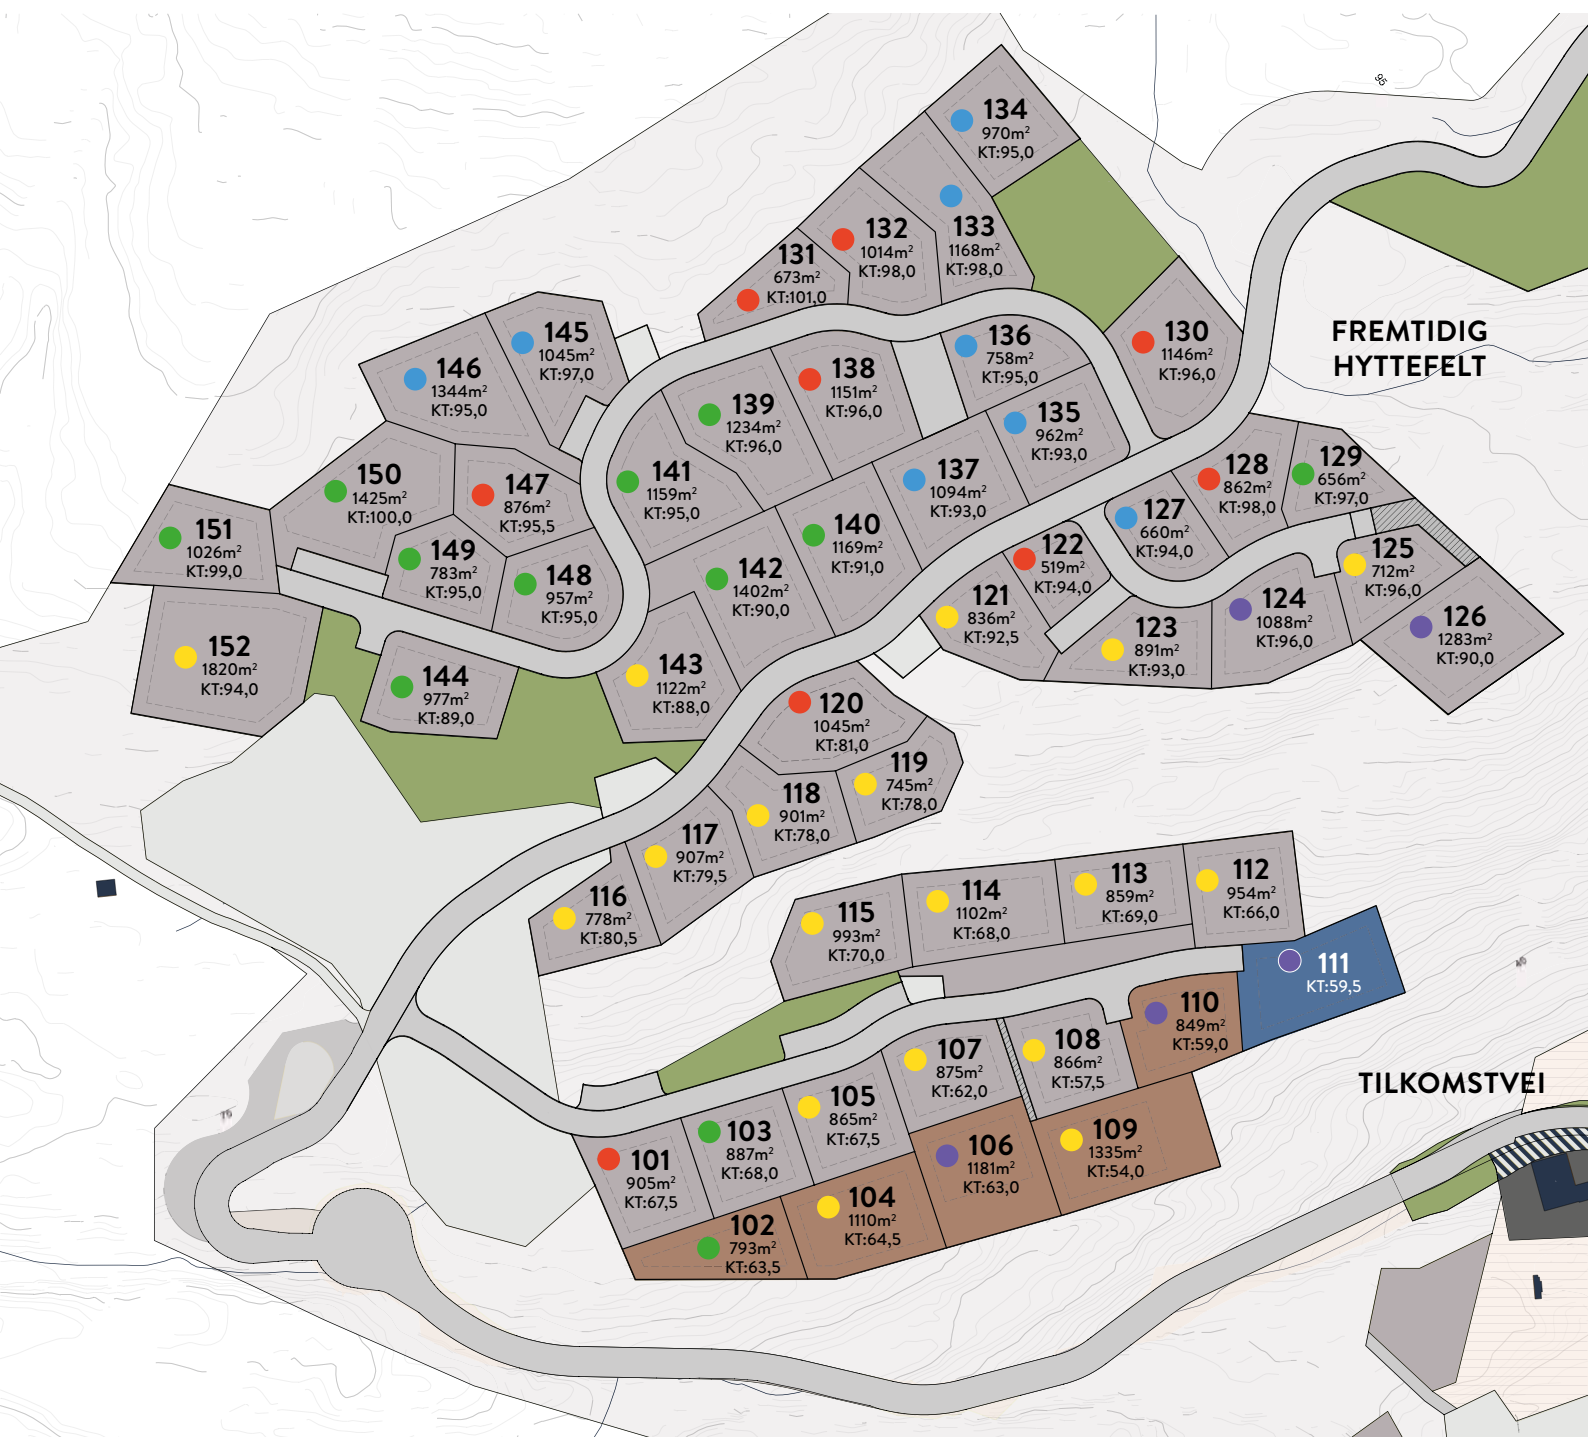 95
134
970m²
KT:95,0
133
1168m²
KT:98,0
132
1014m²
KT:98,0
131
673m²
KT:101,0
130
1146m²
KT:96,0
FREMTIDIG
HYTTEFELT
136
758m²
KT:95,0
145
1045m²
KT:97,0
146
1344m²
KT:95,0
138
1151m²
KT:96,0
139
1234m²
KT:96,0
135
962m²
KT:93,0
137
1094m²
KT:93,0
141
1159m²
KT:95,0
150
1425m²
KT:100,0
147
876m²
KT:95,5
128
862m²
KT:98,0
129
656m²
KT:97,0
127
660m²
KT:94,0
151
1026m²
KT:99,0
149
783m²
KT:95,0
148
957m²
KT:95,0
140
1169m²
KT:91,0
142
1402m²
KT:90,0
122
519m²
KT:94,0
125
712m²
KT:96,0
121
836m²
KT:92,5
124
1088m²
KT:96,0
126
1283m²
KT:90,0
123
891m²
KT:93,0
152
1820m²
KT:94,0
144
977m²
KT:89,0
143
1122m²
KT:88,0
120
1045m²
KT:81,0
119
745m²
KT:78,0
118
901m²
KT:78,0
117
907m²
KT:79,5
116
778m²
KT:80,5
115
993m²
KT:70,0
114
1102m²
KT:68,0
113
859m²
KT:69,0
112
954m²
KT:66,0
111
KT:59,5
110
849m²
KT:59,0
108
866m²
KT:57,5
107
875m²
KT:62,0
105
865m²
KT:67,5
103
887m²
KT:68,0
101
905m²
KT:67,5
109
1335m²
KT:54,0
106
1181m²
KT:63,0
104
1110m²
KT:64,5
102
793m²
KT:63,5
TILKOMSTVEI